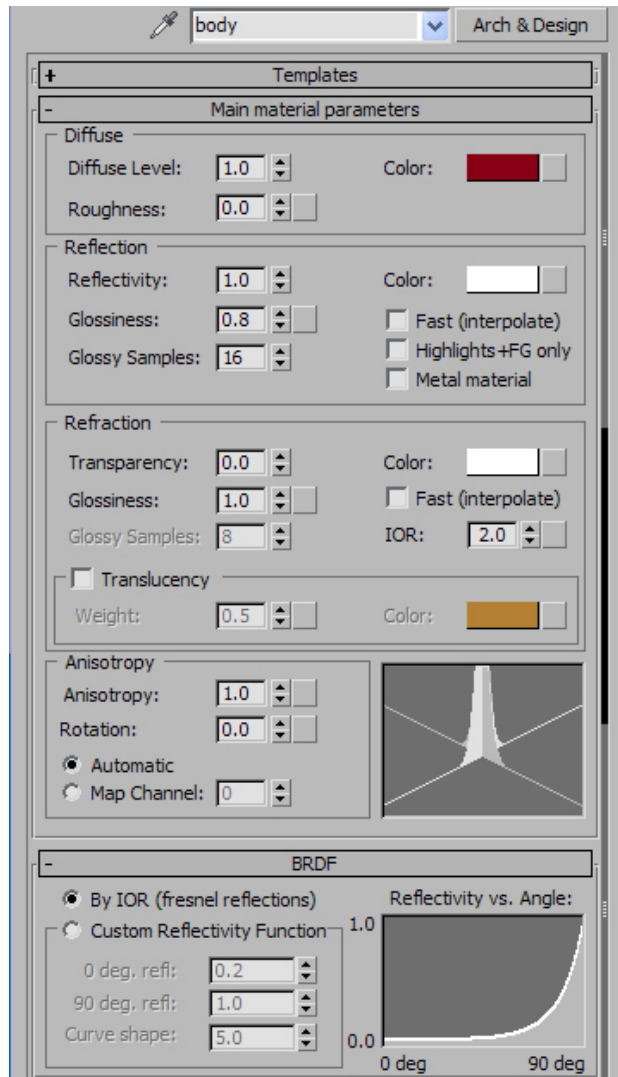 body Arch & Design
+ Templates
- Main material parameters
Diffuse
Diffuse Level: 1.0 Color:
Roughness: 0.0
Reflection
Reflectivity: 1.0 Color:
Glossiness: 0.8 Fast (interpolate)
Highlights+FG only
Glossy Samples: 16
Metal material
Refraction
Transparency: 0.0 Color:
Glossiness: 1.0 Fast (interpolate)
Glossy Samples: 8 IOR: 2.0
Translucency
Weight: 0.5 Color:
Anisotropy
Anisotropy: 1.0
Rotation: 0.0
Automatic
Map Channel: 0
- BRDF
By IOR (fresnel reflections) Reflectivity vs. Angle:
Custom Reflectivity Function 1.0
0 deg. refl: 0.2
90 deg. refl: 1.0
Curve shape: 5.0 0.0
0 deg 90 deg